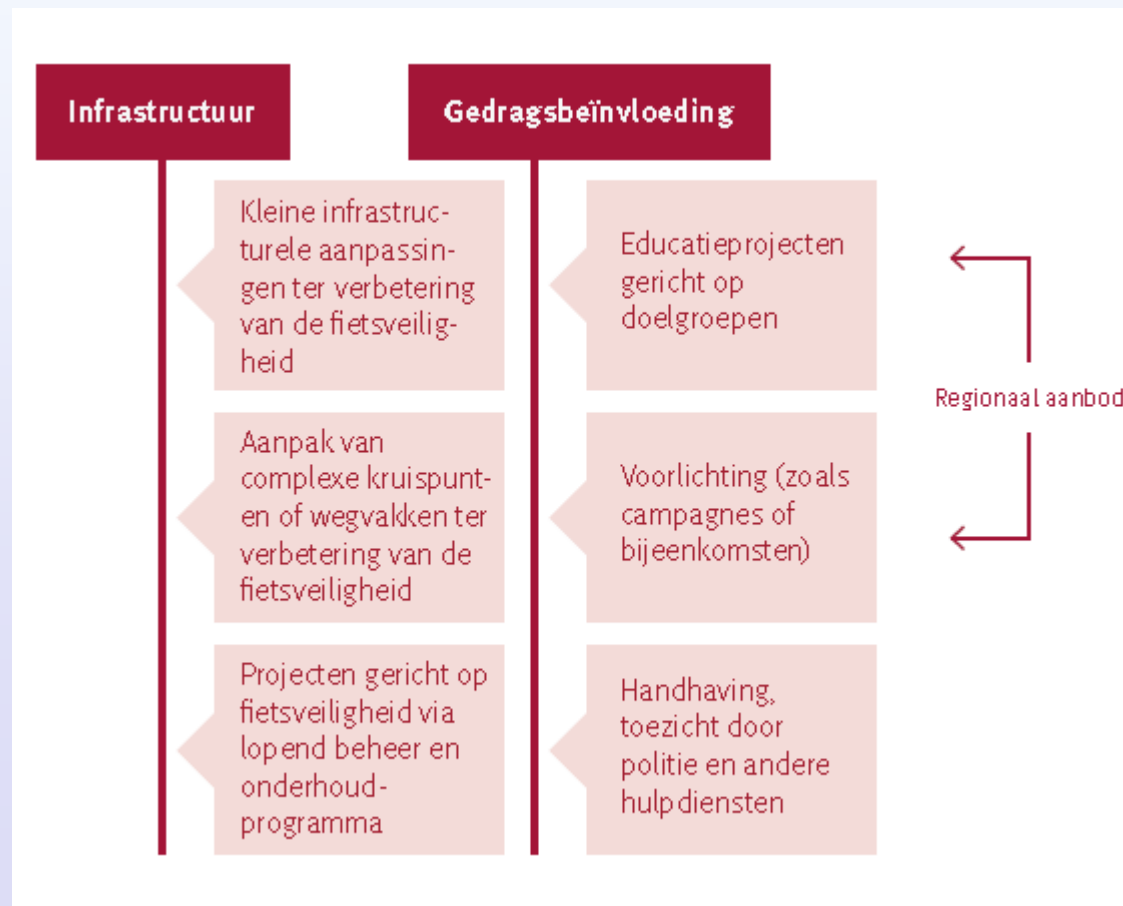 Infrastructuur
Kleine infrastruc-
turele aanpassin-
gen ter verbetering
van de fietsveilig-
heid
Aanpak van
complexe kruispunt-
en of wegvakken ter
verbetering van de
fietsveiligheid
Projecten gericht op
fietsveiligheid via
lopend beheer en
onderhoud-
programma
Gedragsbeïnvloeding
Educatieprojecten
gericht op
doelgroepen
Voorlichting (zoals
campagnes of
bijeenkomsten)
Handhaving,
toezicht door
politie en andere
hulpdiensten
Regionaal aanbod